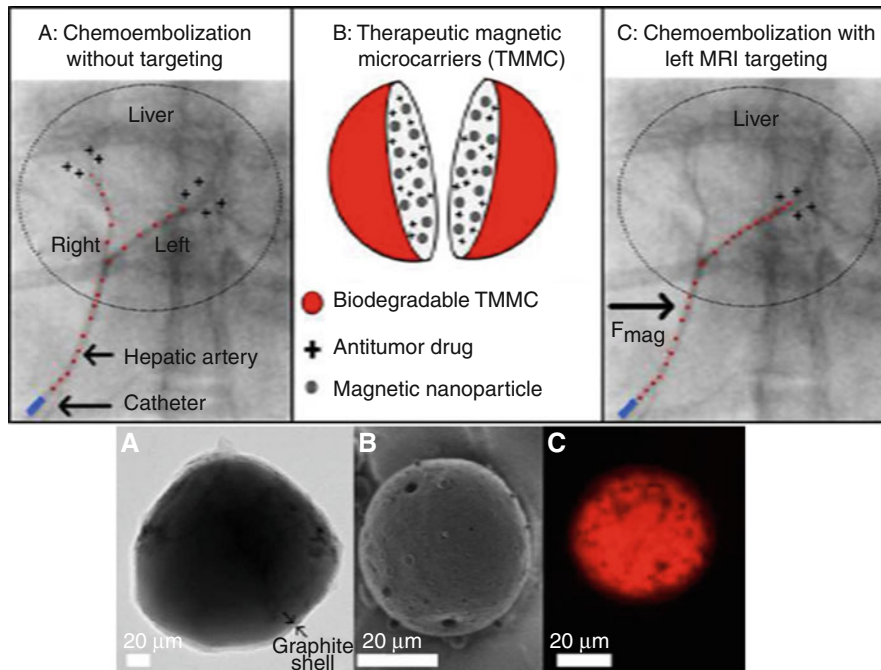 A: Chemoembolization
without targeting
Liver
Right
Left
Hepatic artery
Catheter
B: Therapeutic magnetic
microcarriers (TMMC)
Biodegradable TMMC
Antitumor drug
Magnetic nanoparticle
C: Chemoembolization with
left MRI targeting
Liver
Fmag
A
20 μm
Graphite
shell
B
20 μm
C
20 μm